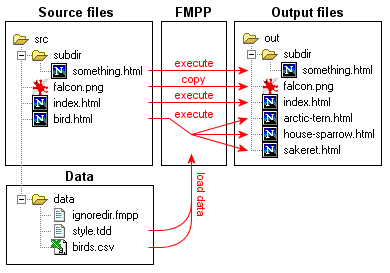 Source files
FMPP
Output files
src
subdir
something.html
falcon.png
index.html
bird.html
execute
copy
execute
execute
load data
out
subdir
something.html
falcon.png
index.html
arctic-tern.html
house-sparrow.html
sakeret.html
Data
data
ignoredir.fmpp
style.tdd
birds.csv